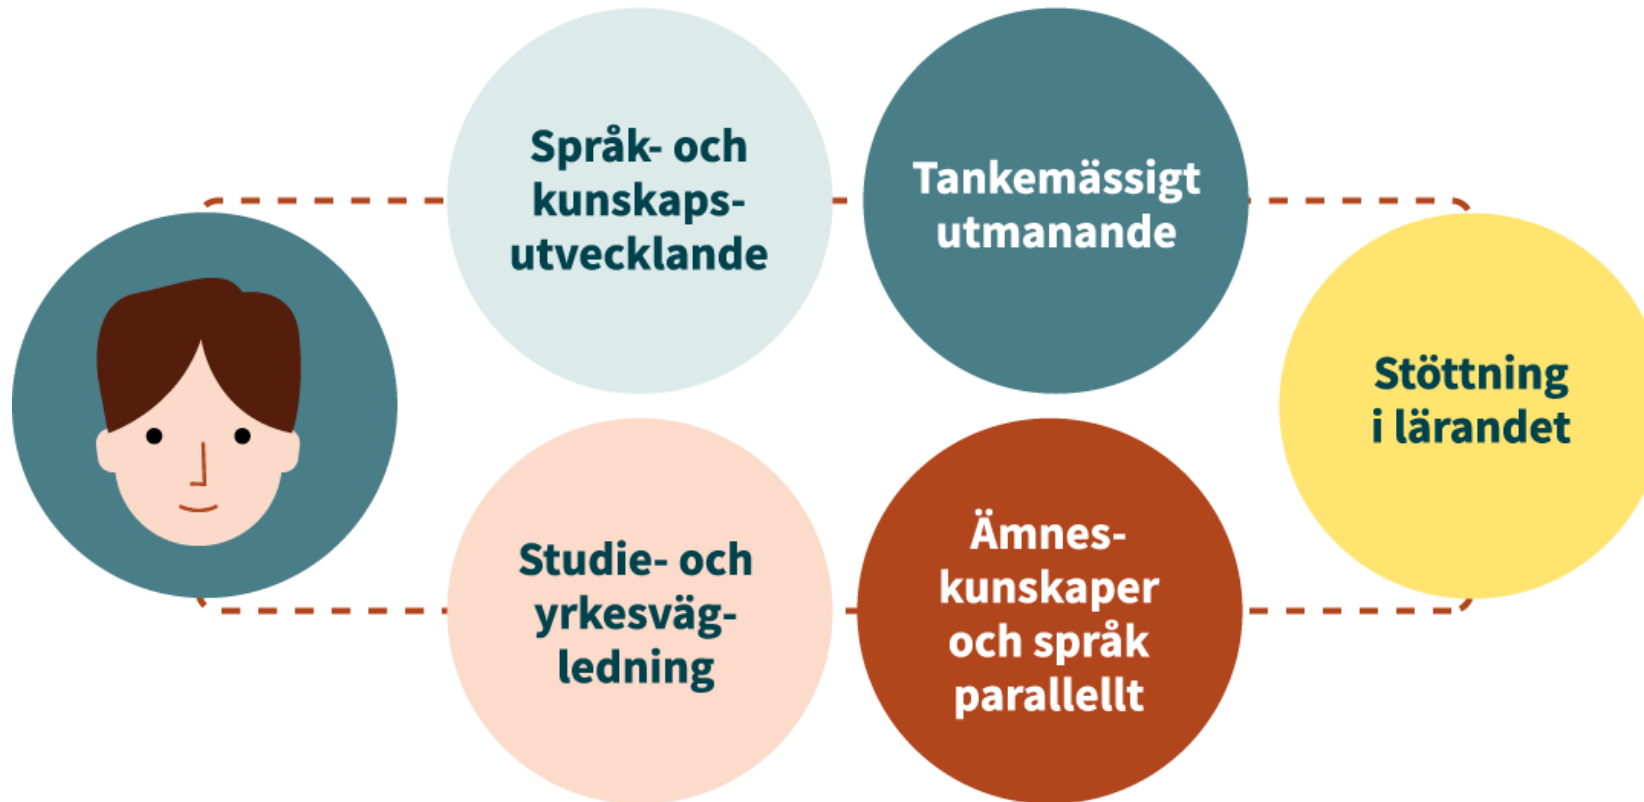 Språk- och
kunskaps-
utvecklande
Tankemässigt
utmanande
Stöttning
i lärandet
Ämnes-
kunskaper
och språk
parallellt
Studie- och
yrkesväg-
ledning